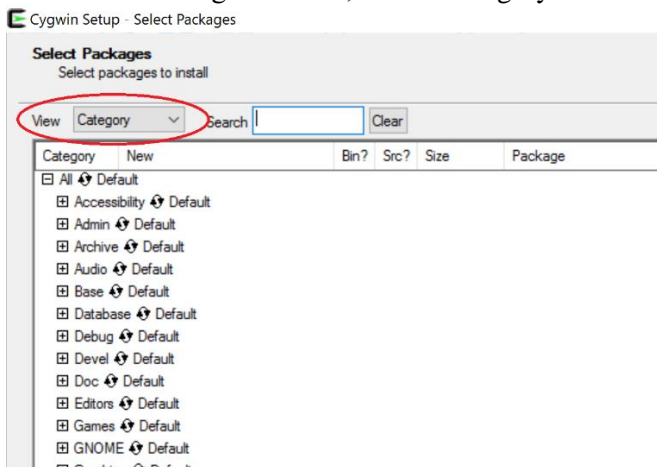 Cygwin Setup - Select Packages
Select Packages
Select packages to install
View Category Search Clear
Category New Bin? Src? Size Package
All Default
Accessibility Default
Admin Default
Archive Default
Audio Default
Base Default
Database Default
Debug Default
Devel Default
Doc Default
Editors Default
Games Default
GNOME Default